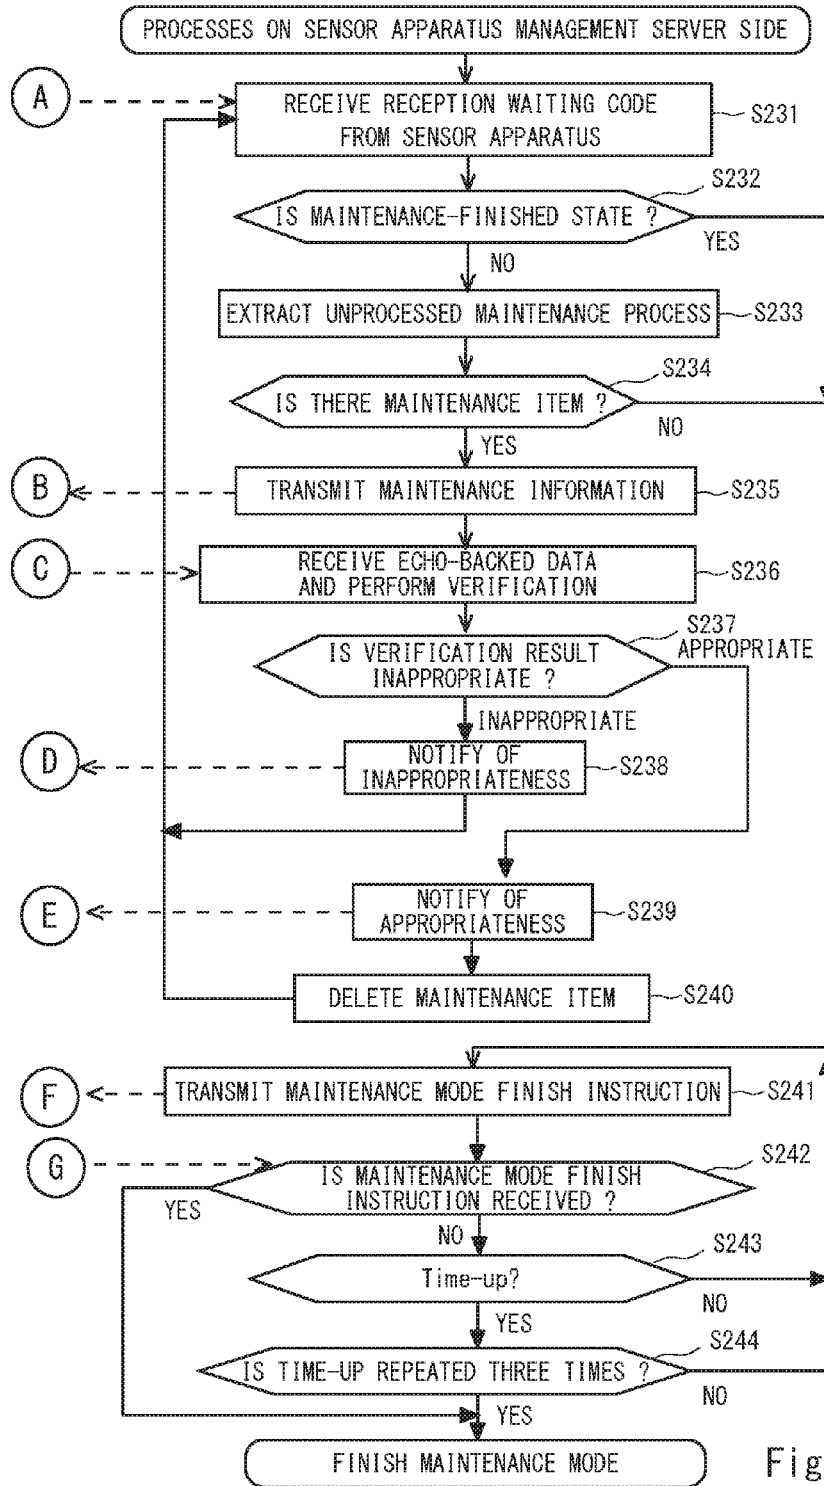 PROCESSES ON SENSOR APPARATUS MANAGEMENT SERVER SIDE
A
RECEIVE RECEPTION WAITING CODE
FROM SENSOR APPARATUS
S231
S232
IS MAINTENANCE-FINISHED STATE ?
YES
NO
EXTRACT UNPROCESSED MAINTENANCE PROCESS
S233
S234
IS THERE MAINTENANCE ITEM ?
NO
YES
B
TRANSMIT MAINTENANCE INFORMATION
S235
C
RECEIVE ECHO-BACKED DATA
AND PERFORM VERIFICATION
S236
S237
APPROPRIATE
IS VERIFICATION RESULT
INAPPROPRIATE ?
INAPPROPRIATE
D
NOTIFY OF
INAPPROPRIATENESS
S238
E
NOTIFY OF
APPROPRIATENESS
S239
DELETE MAINTENANCE ITEM
S240
F
TRANSMIT MAINTENANCE MODE FINISH INSTRUCTION
S241
G
S242
IS MAINTENANCE MODE FINISH
INSTRUCTION RECEIVED ?
YES
NO
S243
Time-up?
NO
YES
S244
IS TIME-UP REPEATED THREE TIMES ?
NO
YES
FINISH MAINTENANCE MODE
Fig